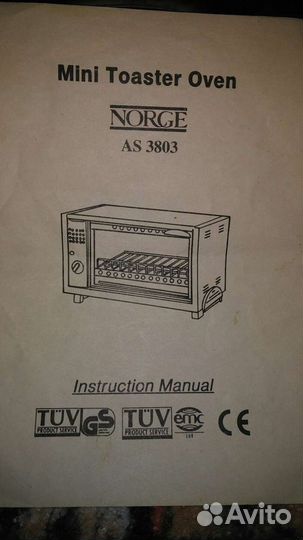 Mini Toaster Oven
NORGE
AS 3803
Instruction Manual
TÜV GS TÜV emc CE
PRODUCT SERVICE PRODUCT SERVICE
Avito